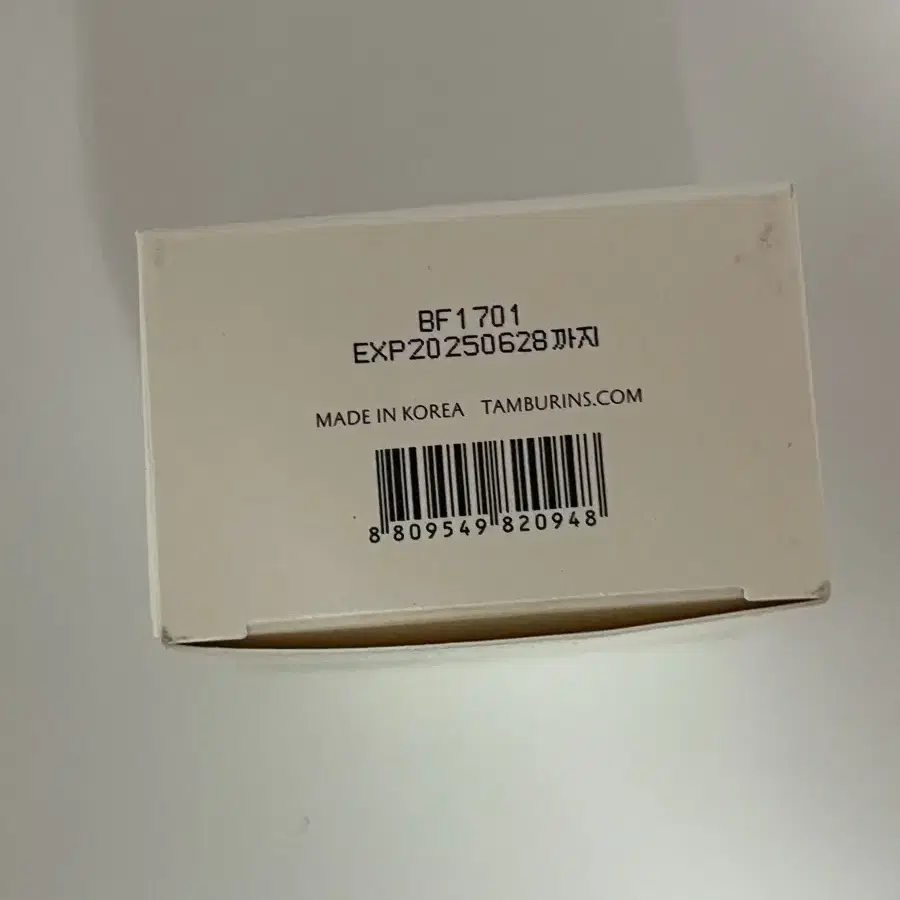 BF1701
EXP20250628까지
MADE IN KOREA TAMBURINS.COM
8 809549 820948